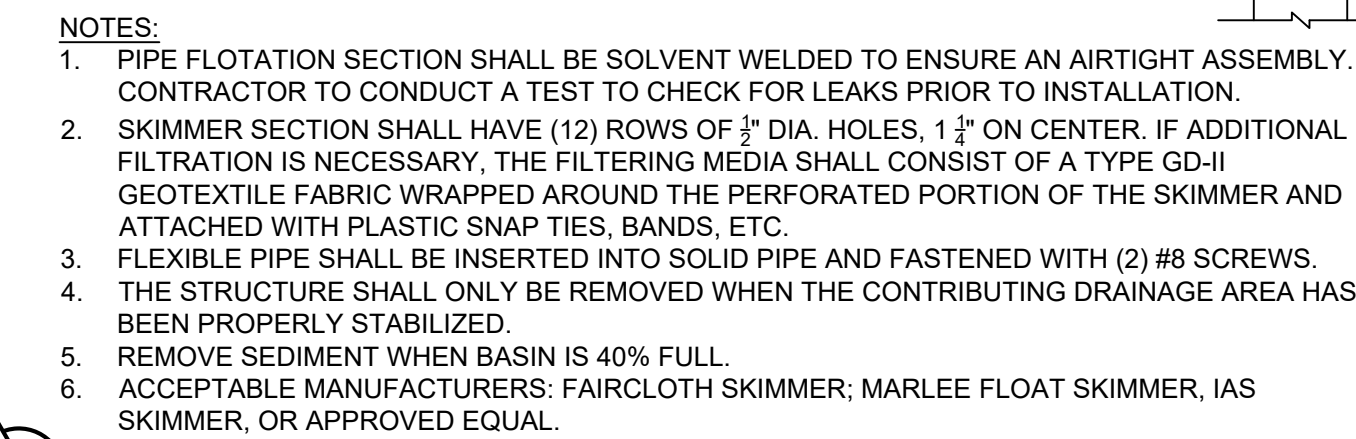 NOTES:
1. PIPE FLOTATION SECTION SHALL BE SOLVENT WELDED TO ENSURE AN AIRTIGHT ASSEMBLY.
CONTRACTOR TO CONDUCT A TEST TO CHECK FOR LEAKS PRIOR TO INSTALLATION.
2. SKIMMER SECTION SHALL HAVE (12) ROWS OF 1/2" DIA. HOLES, 1 1/4" ON CENTER. IF ADDITIONAL
FILTRATION IS NECESSARY, THE FILTERING MEDIA SHALL CONSIST OF A TYPE GD-II
GEOTEXTILE FABRIC WRAPPED AROUND THE PERFORATED PORTION OF THE SKIMMER AND
ATTACHED WITH PLASTIC SNAP TIES, BANDS, ETC.
3. FLEXIBLE PIPE SHALL BE INSERTED INTO SOLID PIPE AND FASTENED WITH (2) #8 SCREWS.
4. THE STRUCTURE SHALL ONLY BE REMOVED WHEN THE CONTRIBUTING DRAINAGE AREA HAS
BEEN PROPERLY STABILIZED.
5. REMOVE SEDIMENT WHEN BASIN IS 40% FULL.
6. ACCEPTABLE MANUFACTURERS: FAIRCLOTH SKIMMER; MARLEE FLOAT SKIMMER, IAS
SKIMMER, OR APPROVED EQUAL.